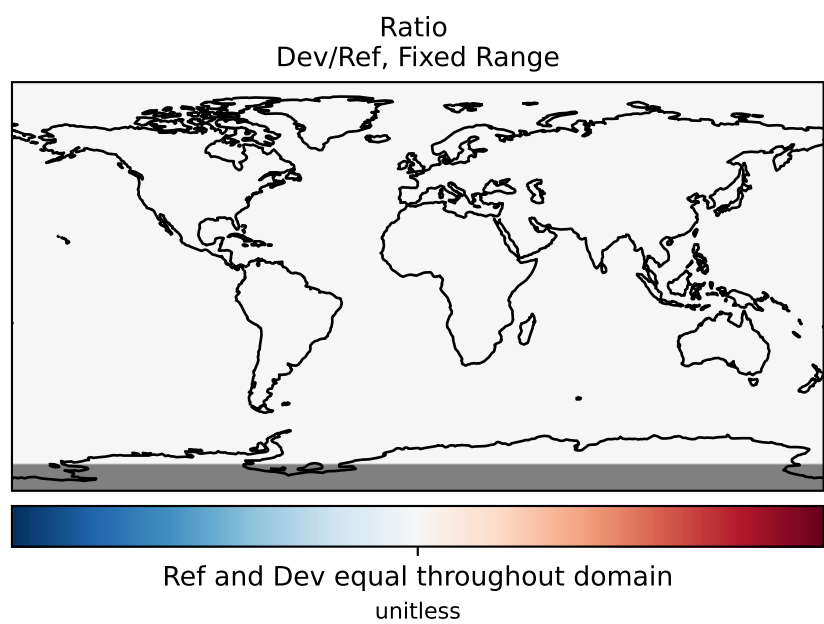 Ratio
Dev/Ref, Fixed Range
Ref and Dev equal throughout domain
unitless